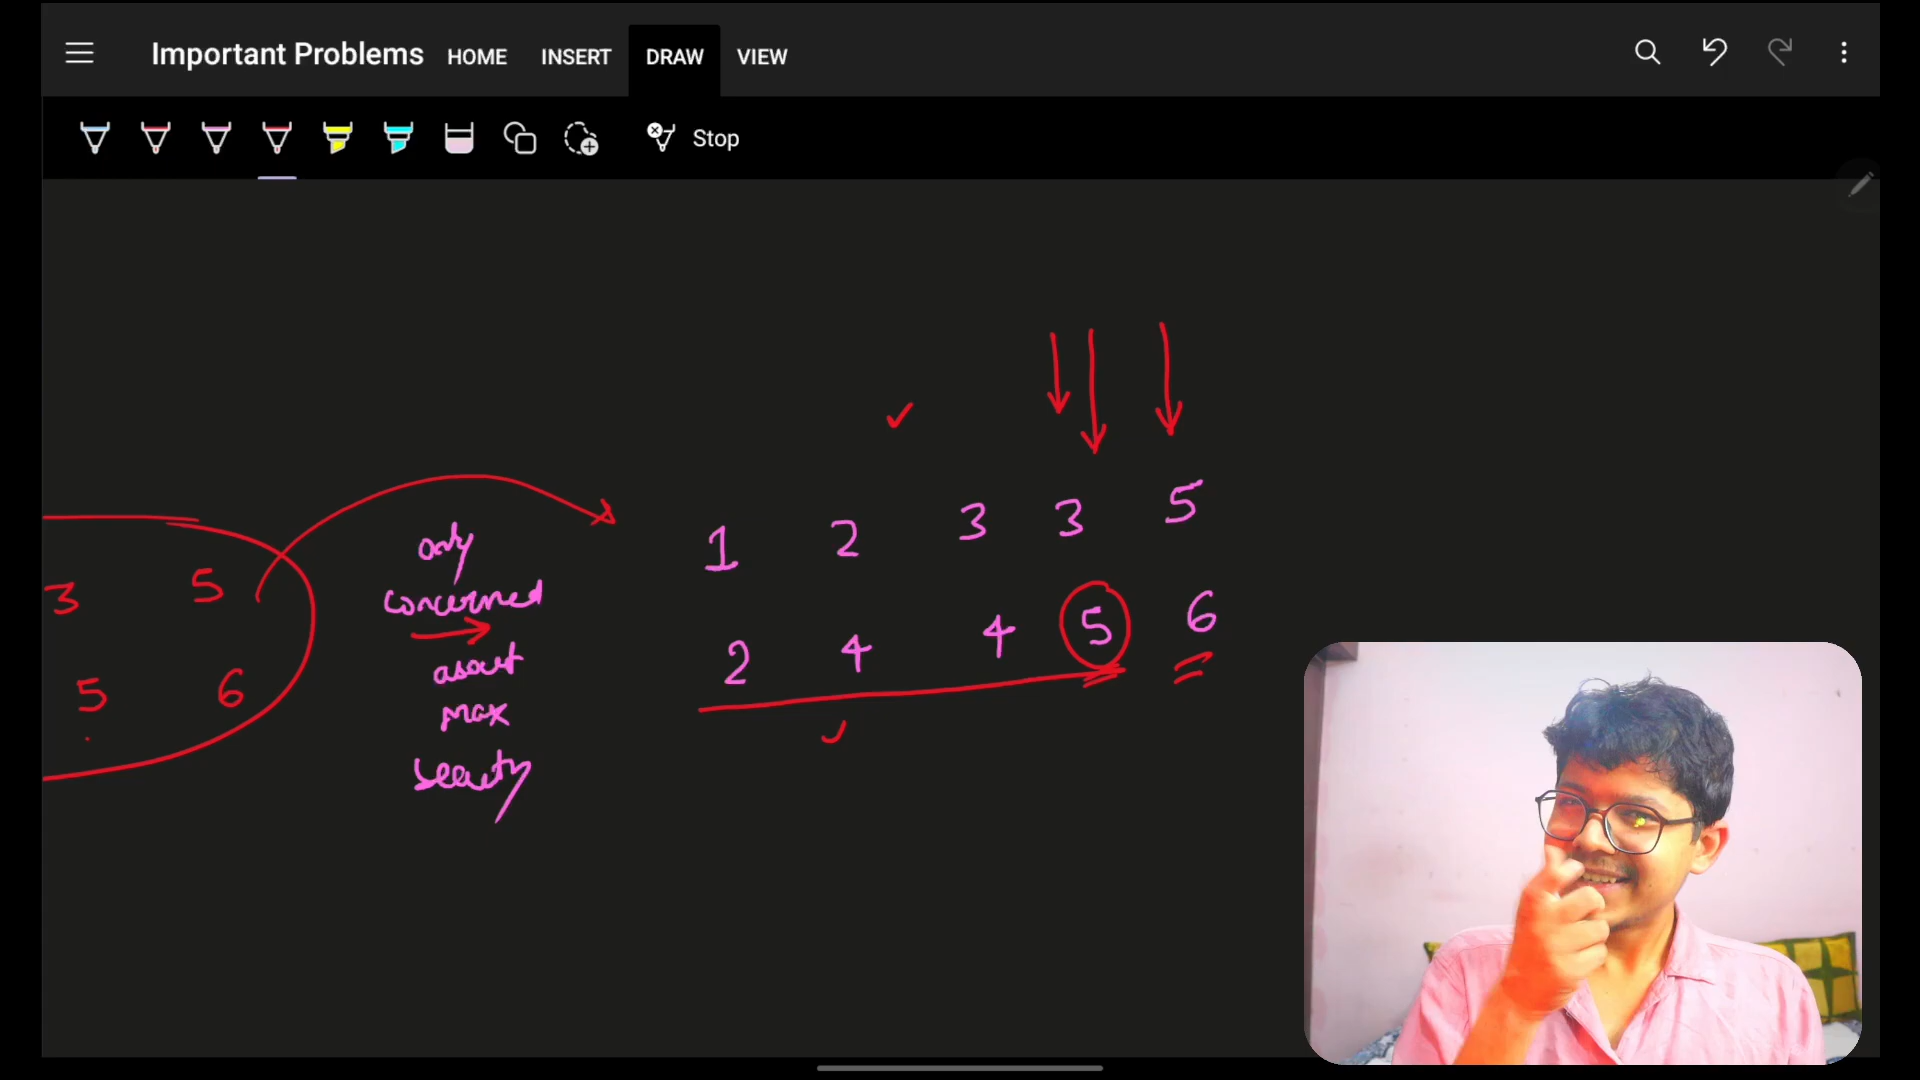 Important Problems HOME INSERT DRAW VIEW
Stop
3 5
5 6
only
concerned
about
max
beauty
1 2 3 3 5
2 4 4 5 6